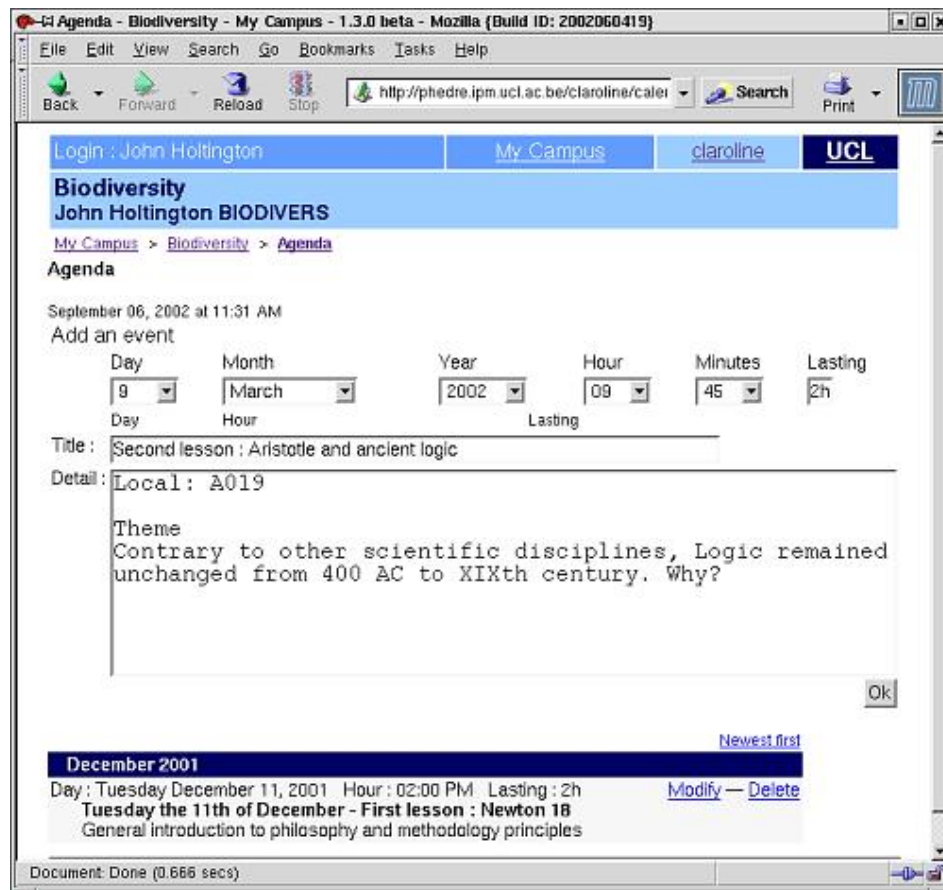 Agenda - Biodiversity - My Campus - 1.3.0 beta - Mozilla {Build ID: 2002060419}
File Edit View Search Go Bookmarks Tasks Help
Back Forward Reload Stop http://phedre.ipm.ucl.ac.be/claroline/caler Search Print
Login : John Holtington My Campus claroline UCL
Biodiversity
John Holtington BIODIVERS
My Campus > Biodiversity > Agenda
Agenda
September 06, 2002 at 11:31 AM
Add an event
Day Month Year Hour Minutes Lasting
9 March 2002 09 45 2h
Day Hour Lasting
Title : Second lesson : Aristotle and ancient logic
Detail : Local: A019
Theme
Contrary to other scientific disciplines, Logic remained
unchanged from 400 AC to XIXth century. Why?
Ok
Newest first
December 2001
Day : Tuesday December 11, 2001 Hour : 02:00 PM Lasting : 2h Modify — Delete
Tuesday the 11th of December - First lesson : Newton 18
General introduction to philosophy and methodology principles
Document: Done (0.666 secs)